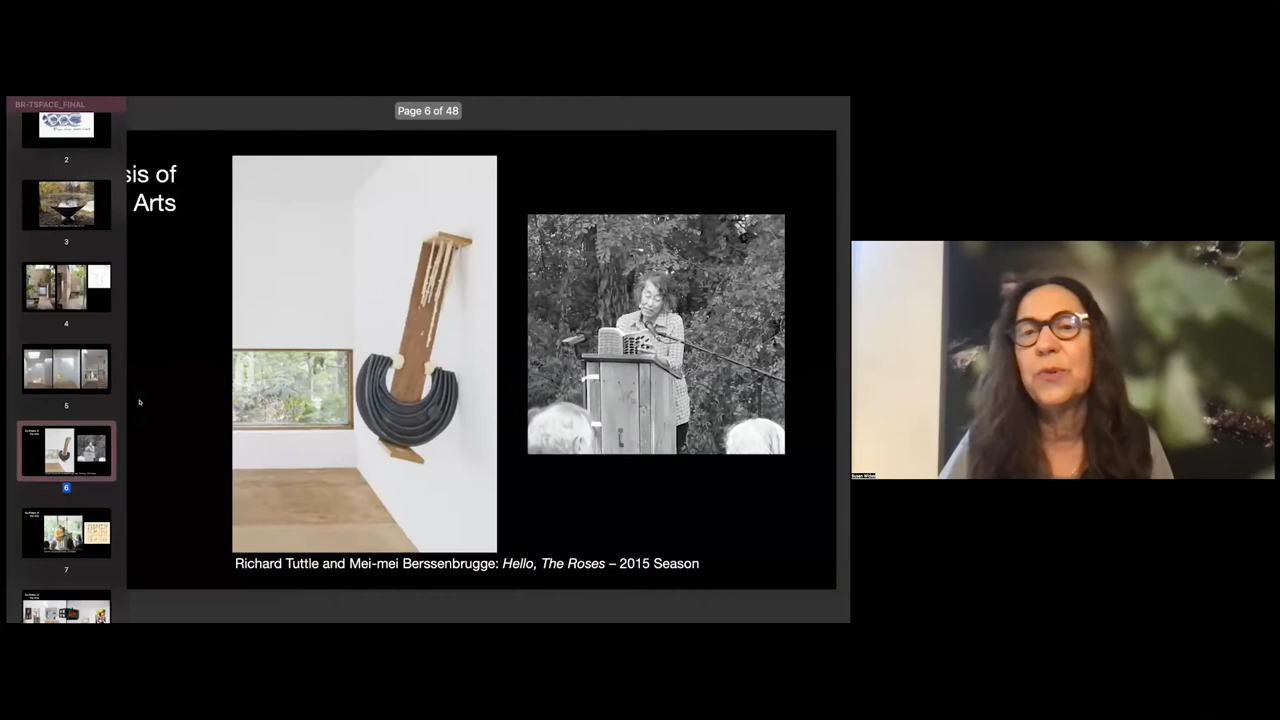 BR-TSPACE_FINAL
Page 6 of 48
2
3
4
5
6
7
sis of
Arts
Richard Tuttle and Mei-mei Berssenbrugge: Hello, The Roses – 2015 Season